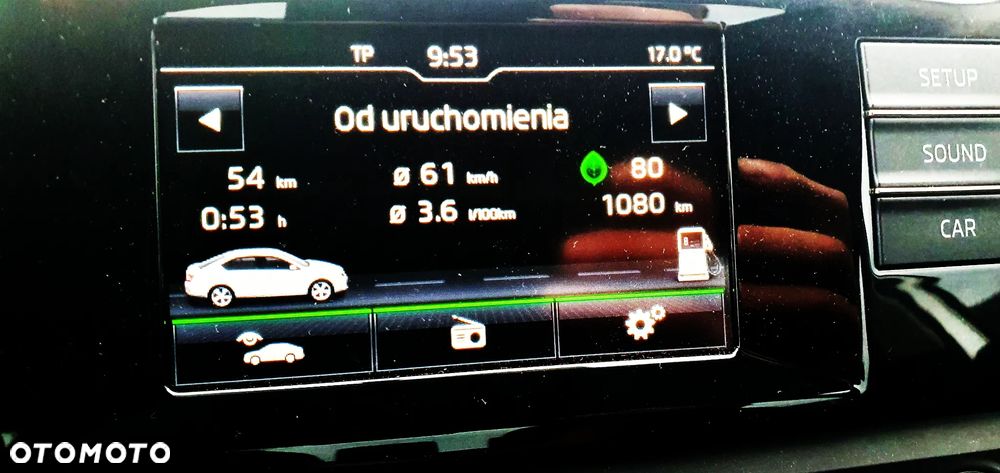 TP 9:53 17.0 °C
Od uruchomienia
54 km ø 61 km/h 80
0:53 h ø 3.6 l/100km 1080 km
SETUP
SOUND
CAR
OTOMOTO